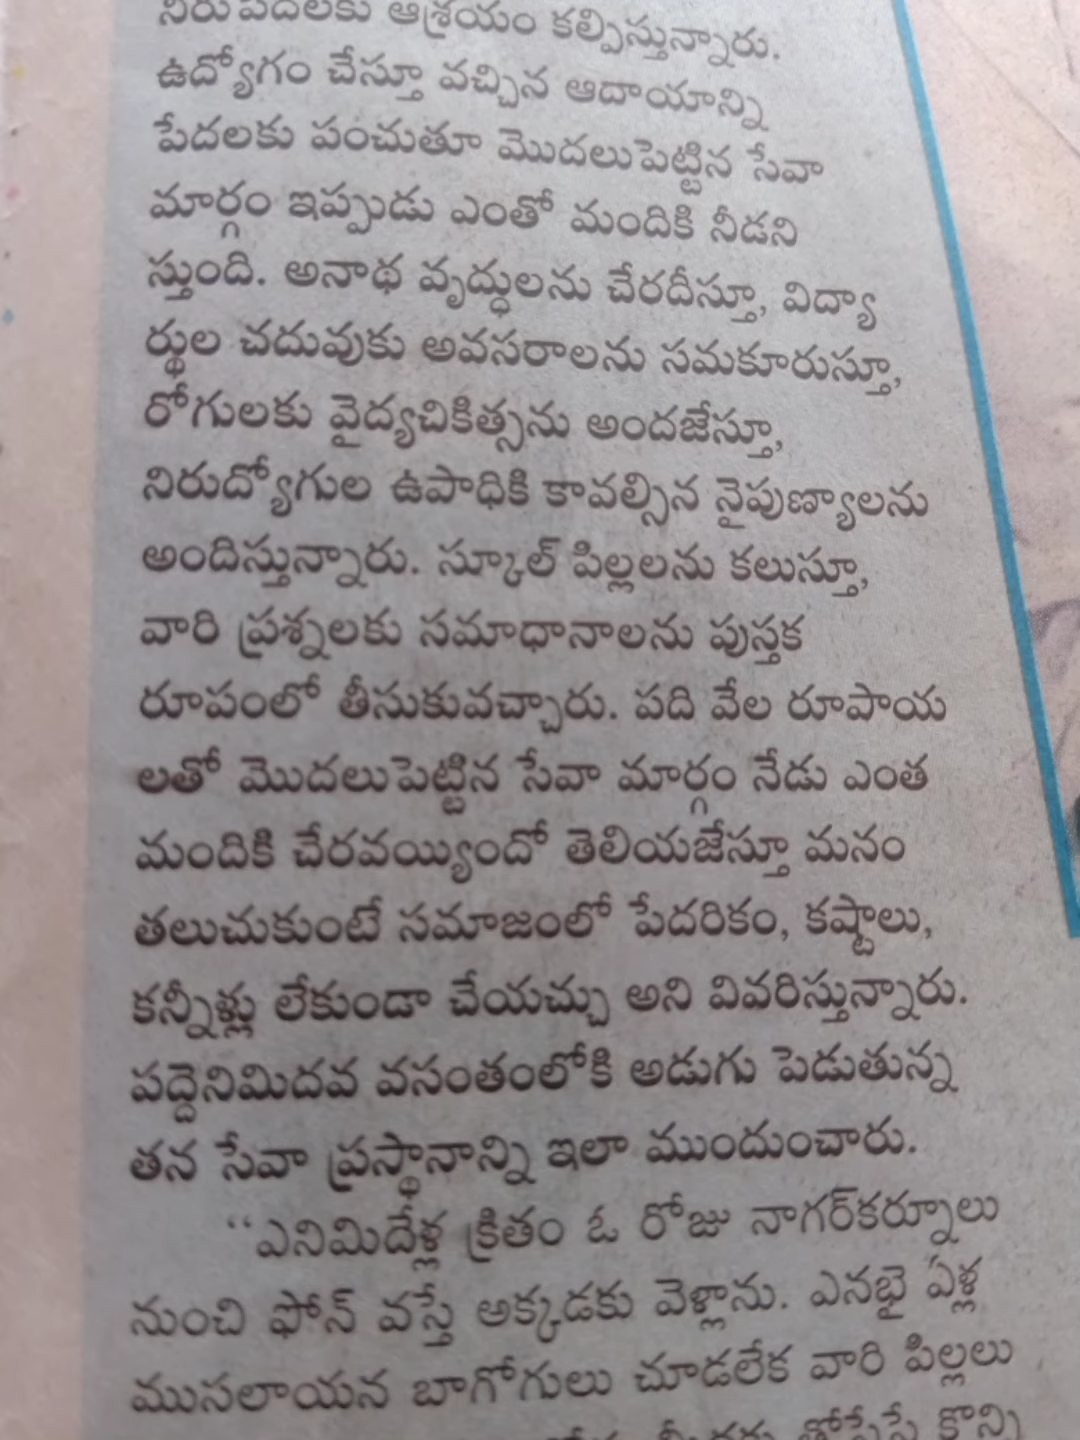 నిరుపేదలకు ఆశ్రయం కల్పిస్తున్నారు.
ఉద్యోగం చేస్తూ వచ్చిన ఆదాయాన్ని
పేదలకు పంచుతూ మొదలుపెట్టిన సేవా
మార్గం ఇప్పుడు ఎంతో మందికి నీడని
స్తుంది. అనాథ వృద్ధులను చేరదీస్తూ, విద్యా
ర్థుల చదువుకు అవసరాలను సమకూరుస్తూ,
రోగులకు వైద్యచికిత్సను అందజేస్తూ,
నిరుద్యోగుల ఉపాధికి కావల్సిన నైపుణ్యాలను
అందిస్తున్నారు. స్కూల్ పిల్లలను కలుస్తూ,
వారి ప్రశ్నలకు సమాధానాలను పుస్తక
రూపంలో తీసుకువచ్చారు. పది వేల రూపాయ
లతో మొదలుపెట్టిన సేవా మార్గం నేడు ఎంత
మందికి చేరవయ్యిందో తెలియజేస్తూ మనం
తలుచుకుంటే సమాజంలో పేదరికం, కష్టాలు,
కన్నీళ్లు లేకుండా చేయచ్చు అని వివరిస్తున్నారు.
పద్దెనిమిదవ వసంతంలోకి అడుగు పెడుతున్న
తన సేవా ప్రస్థానాన్ని ఇలా ముందుంచారు.
“ఎనిమిదేళ్ల క్రితం ఓ రోజు నాగర్‌కర్నూలు
నుంచి ఫోన్ వస్తే అక్కడకు వెళ్లాను. ఎనభై ఏళ్ల
ముసలాయన బాగోగులు చూడలేక వారి పిల్లలు
కొన్ని